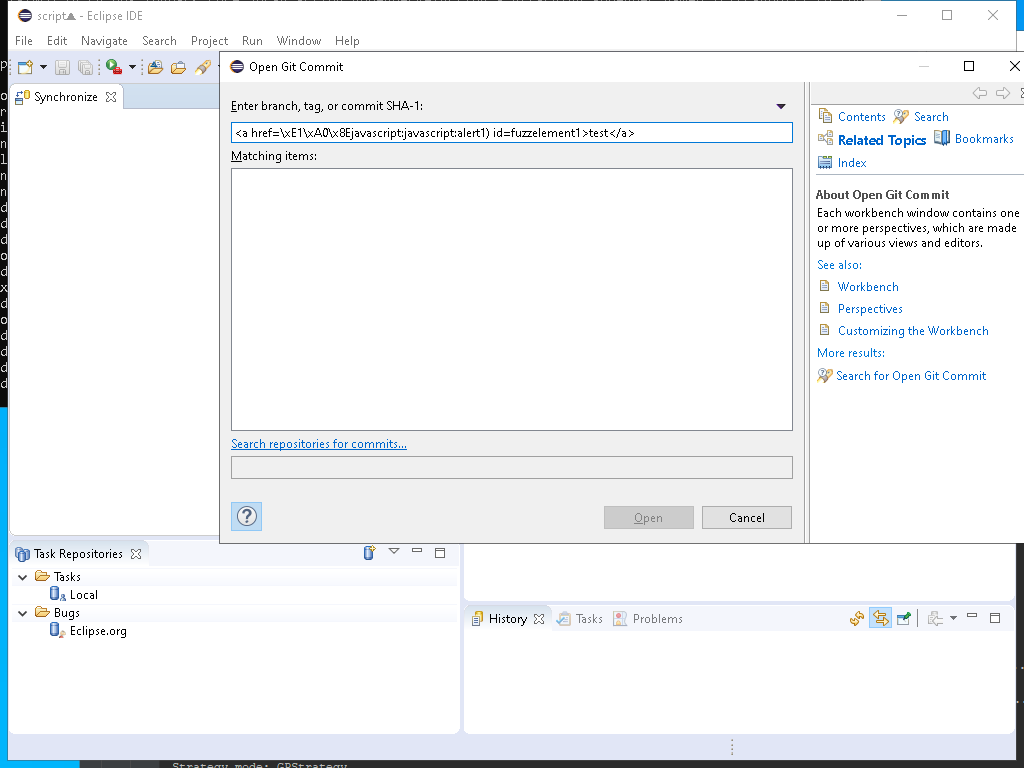 script▲ - Eclipse IDE
File Edit Navigate Search Project Run Window Help
Open Git Commit
Synchronize
Enter branch, tag, or commit SHA-1:
<a href=\xE1\xA0\x8Ejavascript:javascript:alert1) id=fuzzelement1>test</a>
Matching items:
Search repositories for commits...
Open Cancel
Contents Search
Related Topics Bookmarks
Index
About Open Git Commit
Each workbench window contains one
or more perspectives, which are made
up of various views and editors.
See also:
Workbench
Perspectives
Customizing the Workbench
More results:
Search for Open Git Commit
Task Repositories
Tasks
Local
Bugs
Eclipse.org
History Tasks Problems
Strategy mode: GPStrategy